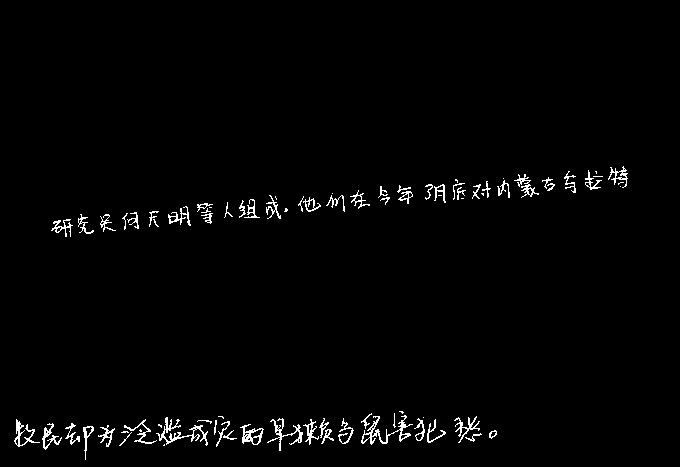 研究员何天明等人组成，他们在今年1月底对内蒙古乌拉特
牧民却为泛滥成灾的旱獭与鼠害犯愁。